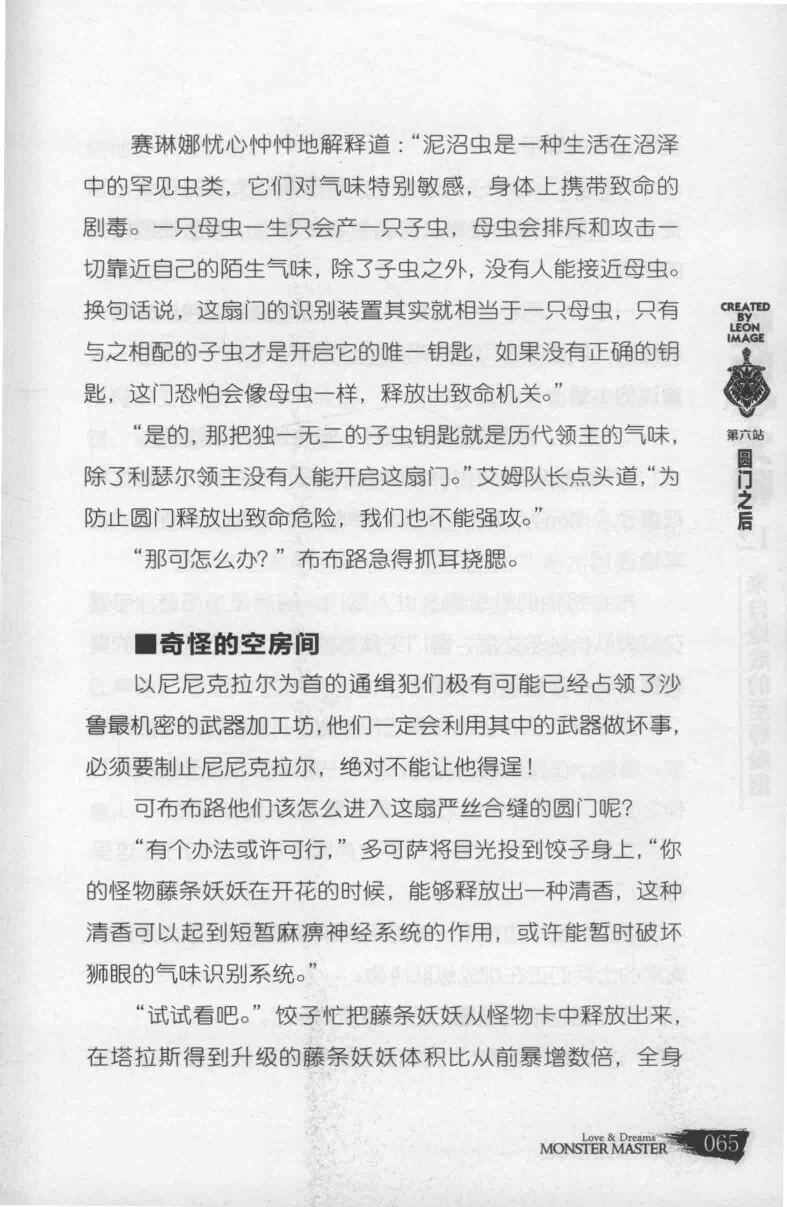 赛琳娜忧心忡忡地解释道：“泥沼虫是一种生活在沼泽
中的罕见虫类，它们对气味特别敏感，身体上携带致命的
剧毒。一只母虫一生只会产一只子虫，母虫会排斥和攻击一
切靠近自己的陌生气味，除了子虫之外，没有人能接近母虫。
换句话说，这扇门的识别装置其实就相当于一只母虫，只有
与之相配的子虫才是开启它的唯一钥匙，如果没有正确的钥
匙，这门恐怕会像母虫一样，释放出致命机关。”
“是的，那把独一无二的子虫钥匙就是历代领主的气味，
除了利瑟尔领主没有人能开启这扇门。”艾姆队长点头道，“为
防止圆门释放出致命危险，我们也不能强攻。”
“那可怎么办？”布布路急得抓耳挠腮。
■奇怪的空房间
以尼尼克拉尔为首的通缉犯们极有可能已经占领了沙
鲁最机密的武器加工坊，他们一定会利用其中的武器做坏事，
必须要制止尼尼克拉尔，绝对不能让他得逞！
可布布路他们该怎么进入这扇严丝合缝的圆门呢？
“有个办法或许可行，”多可萨将目光投到饺子身上，“你
的怪物藤条妖妖在开花的时候，能够释放出一种清香，这种
清香可以起到短暂麻痹神经系统的作用，或许能暂时破坏
狮眼的气味识别系统。”
“试试看吧。”饺子忙把藤条妖妖从怪物卡中释放出来，
在塔拉斯得到升级的藤条妖妖体积比从前暴增数倍，全身
CREATED
BY
LEON
IMAGE
第六站
圆门之后
Love & Dreams
MONSTER MASTER
065